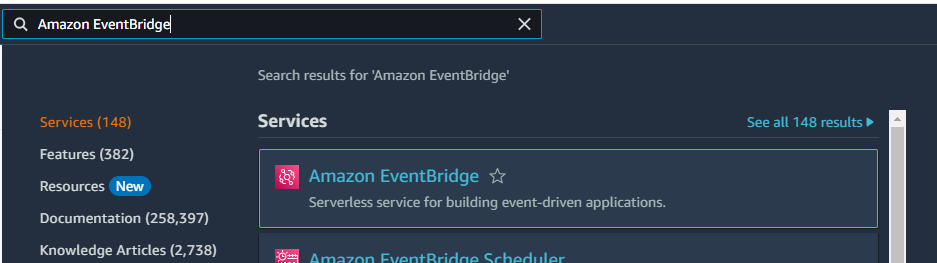 Amazon EventBridge
Search results for 'Amazon EventBridge'
Services (148)
Features (382)
Resources New
Documentation (258,397)
Knowledge Articles (2,738)
Services
See all 148 results
Amazon EventBridge
Serverless service for building event-driven applications.
Amazon EventBridge Scheduler